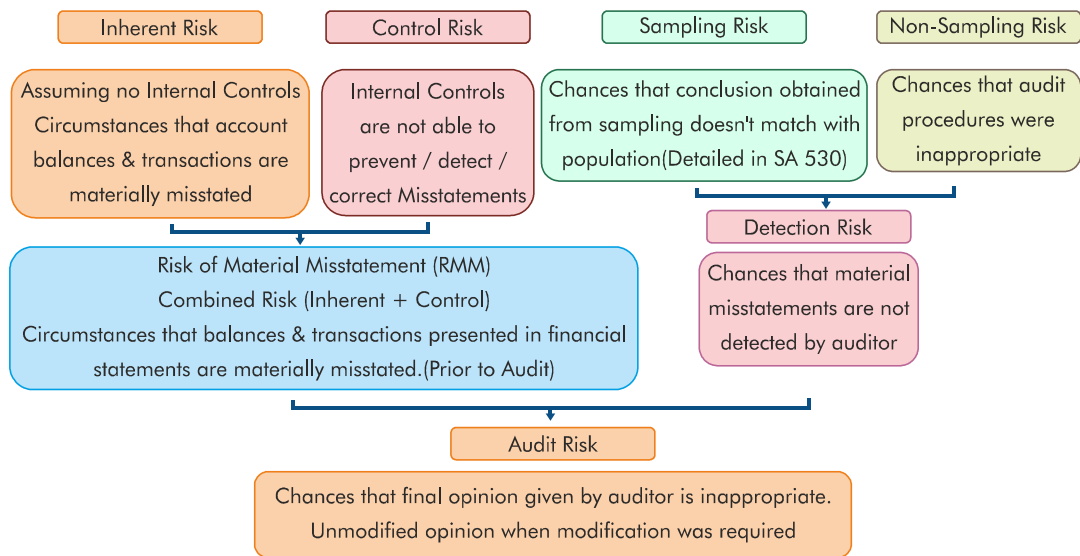 Inherent Risk
Assuming no Internal Controls
Circumstances that account
balances & transactions are
materially misstated
Control Risk
Internal Controls
are not able to
prevent / detect /
correct Misstatements
Sampling Risk
Chances that conclusion obtained
from sampling doesn't match with
population(Detailed in SA 530)
Non-Sampling Risk
Chances that audit
procedures were
inappropriate
Risk of Material Misstatement (RMM)
Combined Risk (Inherent + Control)
Circumstances that balances & transactions presented in financial
statements are materially misstated.(Prior to Audit)
Detection Risk
Chances that material
misstatements are not
detected by auditor
Audit Risk
Chances that final opinion given by auditor is inappropriate.
Unmodified opinion when modification was required